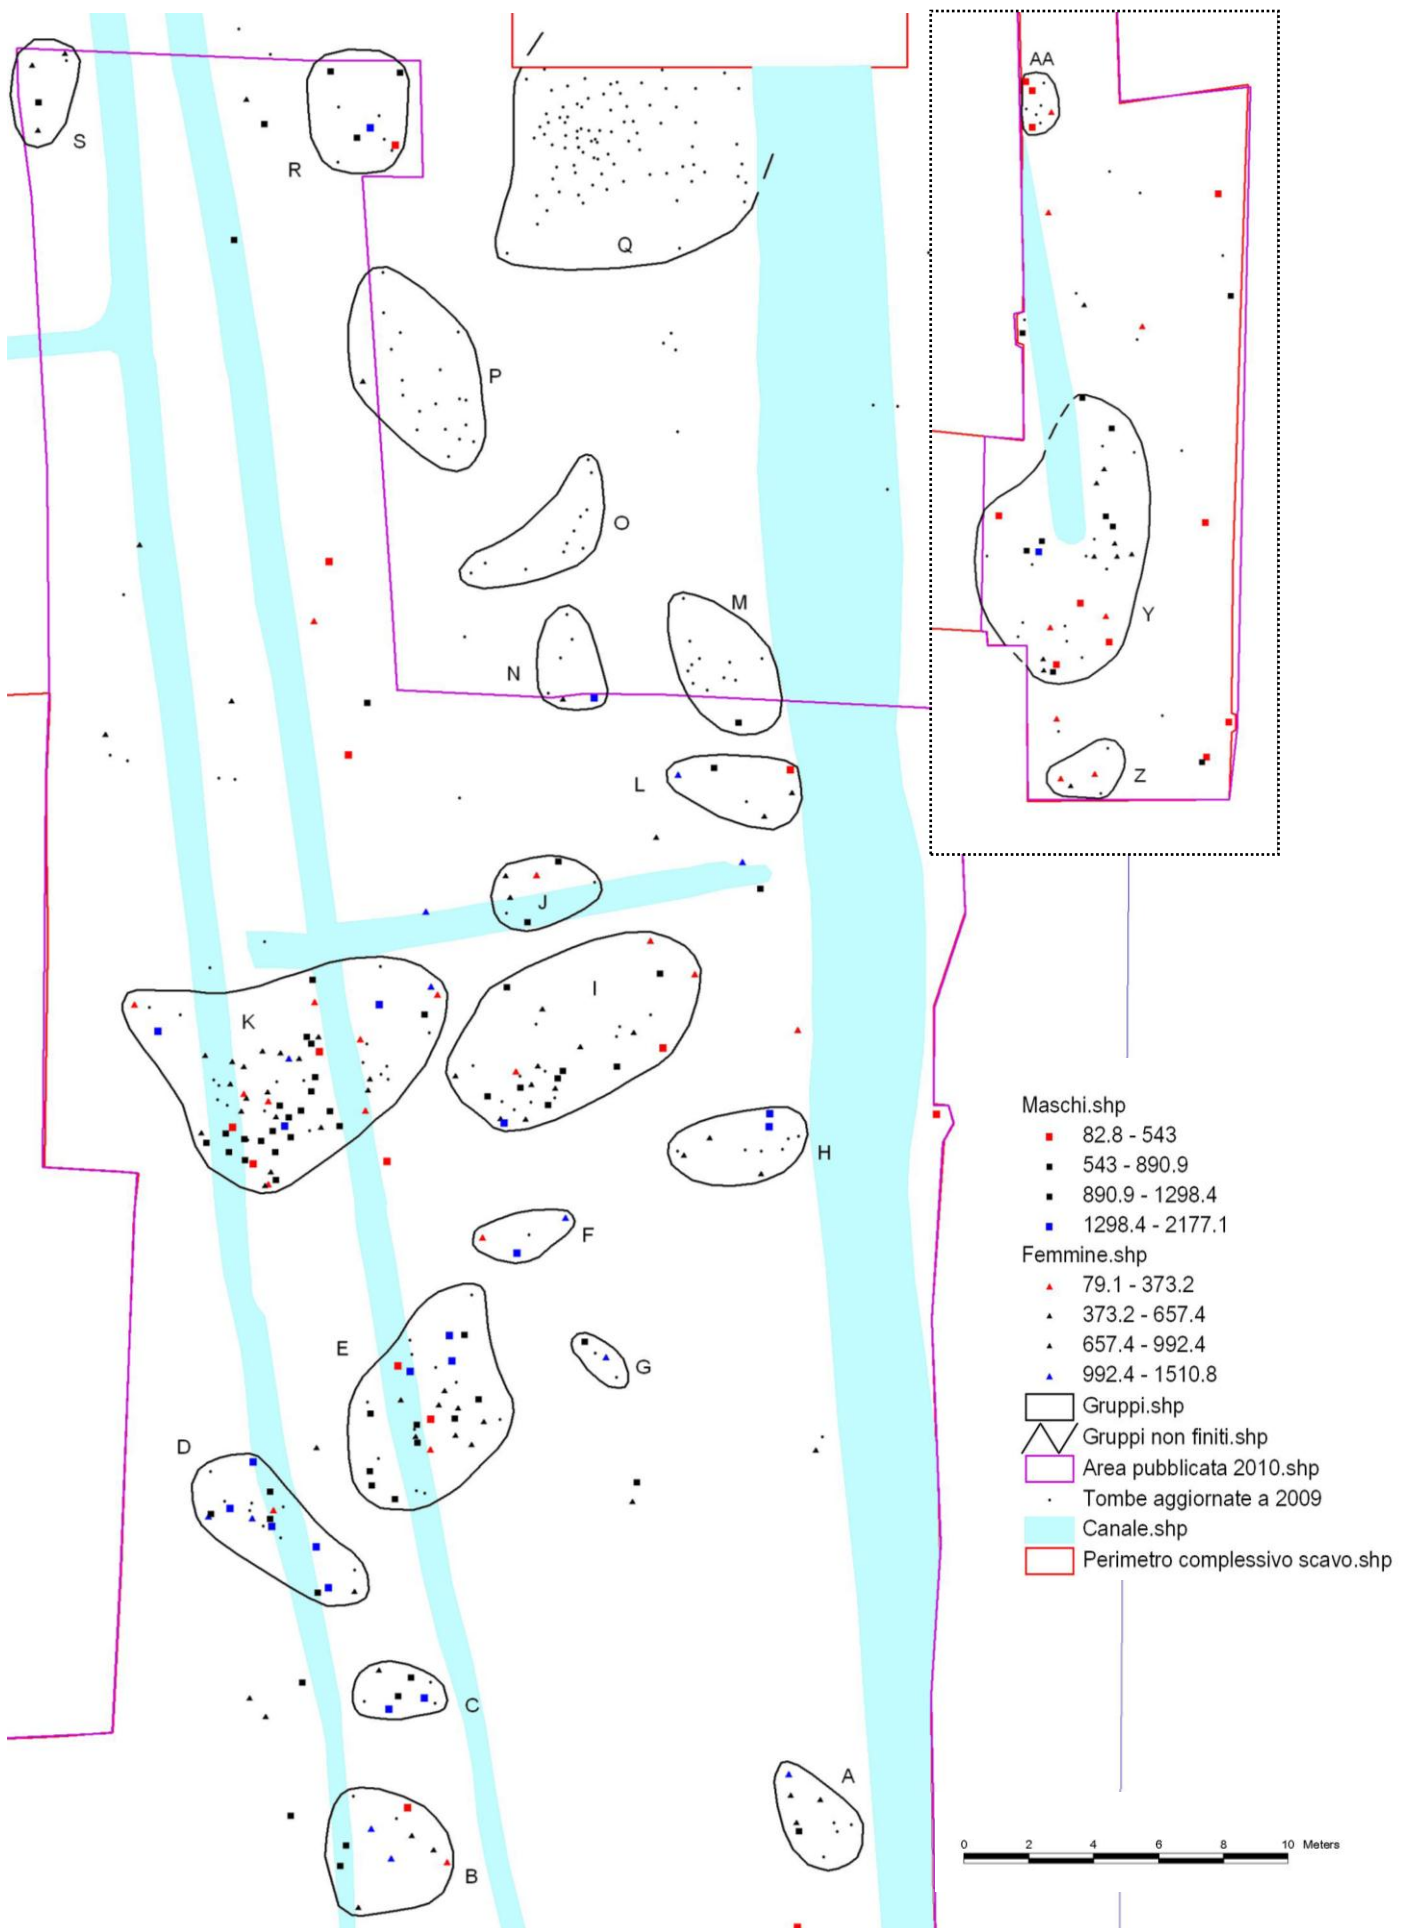 AA
S
R
Q
P
O
M
N
Y
L
Z
J
I
K
H
F
E
G
D
C
A
B
Maschi.shp
82.8 - 543
543 - 890.9
890.9 - 1298.4
1298.4 - 2177.1
Femmine.shp
79.1 - 373.2
373.2 - 657.4
657.4 - 992.4
992.4 - 1510.8
Gruppi.shp
Gruppi non finiti.shp
Area pubblicata 2010.shp
Tombe aggiornate a 2009
Canale.shp
Perimetro complessivo scavo.shp
0 2 4 6 8 10 Meters